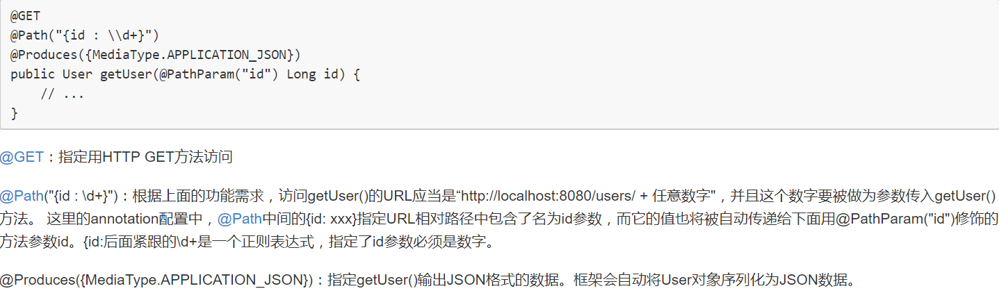 @GET
@Path("{id : \\d+}")
@Produces({MediaType.APPLICATION_JSON})
public User getUser(@PathParam("id") Long id) {
    // ...
}
@GET：指定用HTTP GET方法访问
@Path("{id : \d+}")：根据上面的功能需求，访问getUser()的URL应当是“http://localhost:8080/users/ + 任意数字"，并且这个数字要被做为参数传入getUser()
方法。 这里的annotation配置中，@Path中间的{id: xxx}指定URL相对路径中包含了名为id参数，而它的值也将被自动传递给下面用@PathParam("id")修饰的
方法参数id。{id:后面紧跟的\d+是一个正则表达式，指定了id参数必须是数字。
@Produces({MediaType.APPLICATION_JSON})：指定getUser()输出JSON格式的数据。框架会自动将User对象序列化为JSON数据。